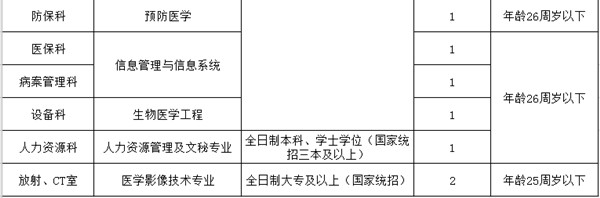 防保科 预防医学 1 年龄26周岁以下
医保科 1
信息管理与信息系统
病案管理科 1
年龄26周岁以下
设备科 生物医学工程 1
人力资源科 人力资源管理及文秘专业 全日制本科、学士学位（国家统
招三本及以上） 1
放射、CT室 医学影像技术专业 全日制大专及以上（国家统招） 2 年龄25周岁以下